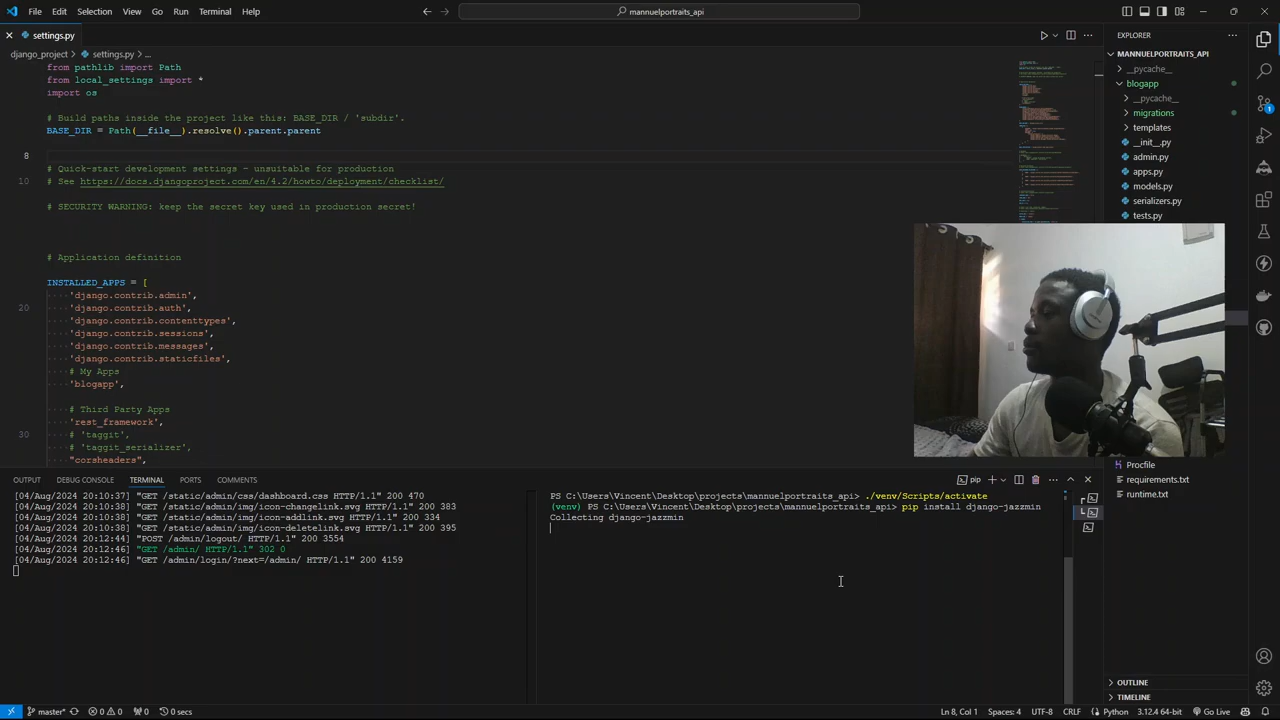 File Edit Selection View Go Run Terminal Help
mannuelportraits_api
settings.py
django_project > settings.py > ...
from pathlib import Path
from local_settings import *
import os
# Build paths inside the project like this: BASE_DIR / 'subdir'.
BASE_DIR = Path(__file__).resolve().parent.parent
8
# Quick-start development settings - unsuitable for production
10 # See https://docs.djangoproject.com/en/4.2/howto/deployment/checklist/
# SECURITY WARNING: keep the secret key used in production secret!
# Application definition
INSTALLED_APPS = [
20 'django.contrib.admin',
'django.contrib.auth',
'django.contrib.contenttypes',
'django.contrib.sessions',
'django.contrib.messages',
'django.contrib.staticfiles',
# My Apps
'blogapp',
# Third Party Apps
'rest_framework',
30 # 'taggit',
# 'taggit_serializer',
"corsheaders",
EXPLORER
MANNUELPORTRAITS_API
__pycache__
blogapp
__pycache__
migrations
templates
__init__.py
admin.py
apps.py
models.py
serializers.py
tests.py
Procfile
requirements.txt
runtime.txt
OUTLINE
TIMELINE
OUTPUT DEBUG CONSOLE TERMINAL PORTS COMMENTS
pip
[04/Aug/2024 20:10:37] "GET /static/admin/css/dashboard.css HTTP/1.1" 200 470
[04/Aug/2024 20:10:38] "GET /static/admin/img/icon-changelink.svg HTTP/1.1" 200 383
[04/Aug/2024 20:10:38] "GET /static/admin/img/icon-addlink.svg HTTP/1.1" 200 334
[04/Aug/2024 20:10:38] "GET /static/admin/img/icon-deletelink.svg HTTP/1.1" 200 395
[04/Aug/2024 20:12:44] "POST /admin/logout/ HTTP/1.1" 200 3554
[04/Aug/2024 20:12:46] "GET /admin/ HTTP/1.1" 302 0
[04/Aug/2024 20:12:46] "GET /admin/login/?next=/admin/ HTTP/1.1" 200 4159
PS C:\Users\Vincent\Desktop\projects\mannuelportraits_api> ./venv/Scripts/activate
(venv) PS C:\Users\Vincent\Desktop\projects\mannuelportraits_api> pip install django-jazzmin
Collecting django-jazzmin
master* 0 0 0 0 secs
Ln 8, Col 1 Spaces: 4 UTF-8 CRLF Python 3.12.4 64-bit Go Live